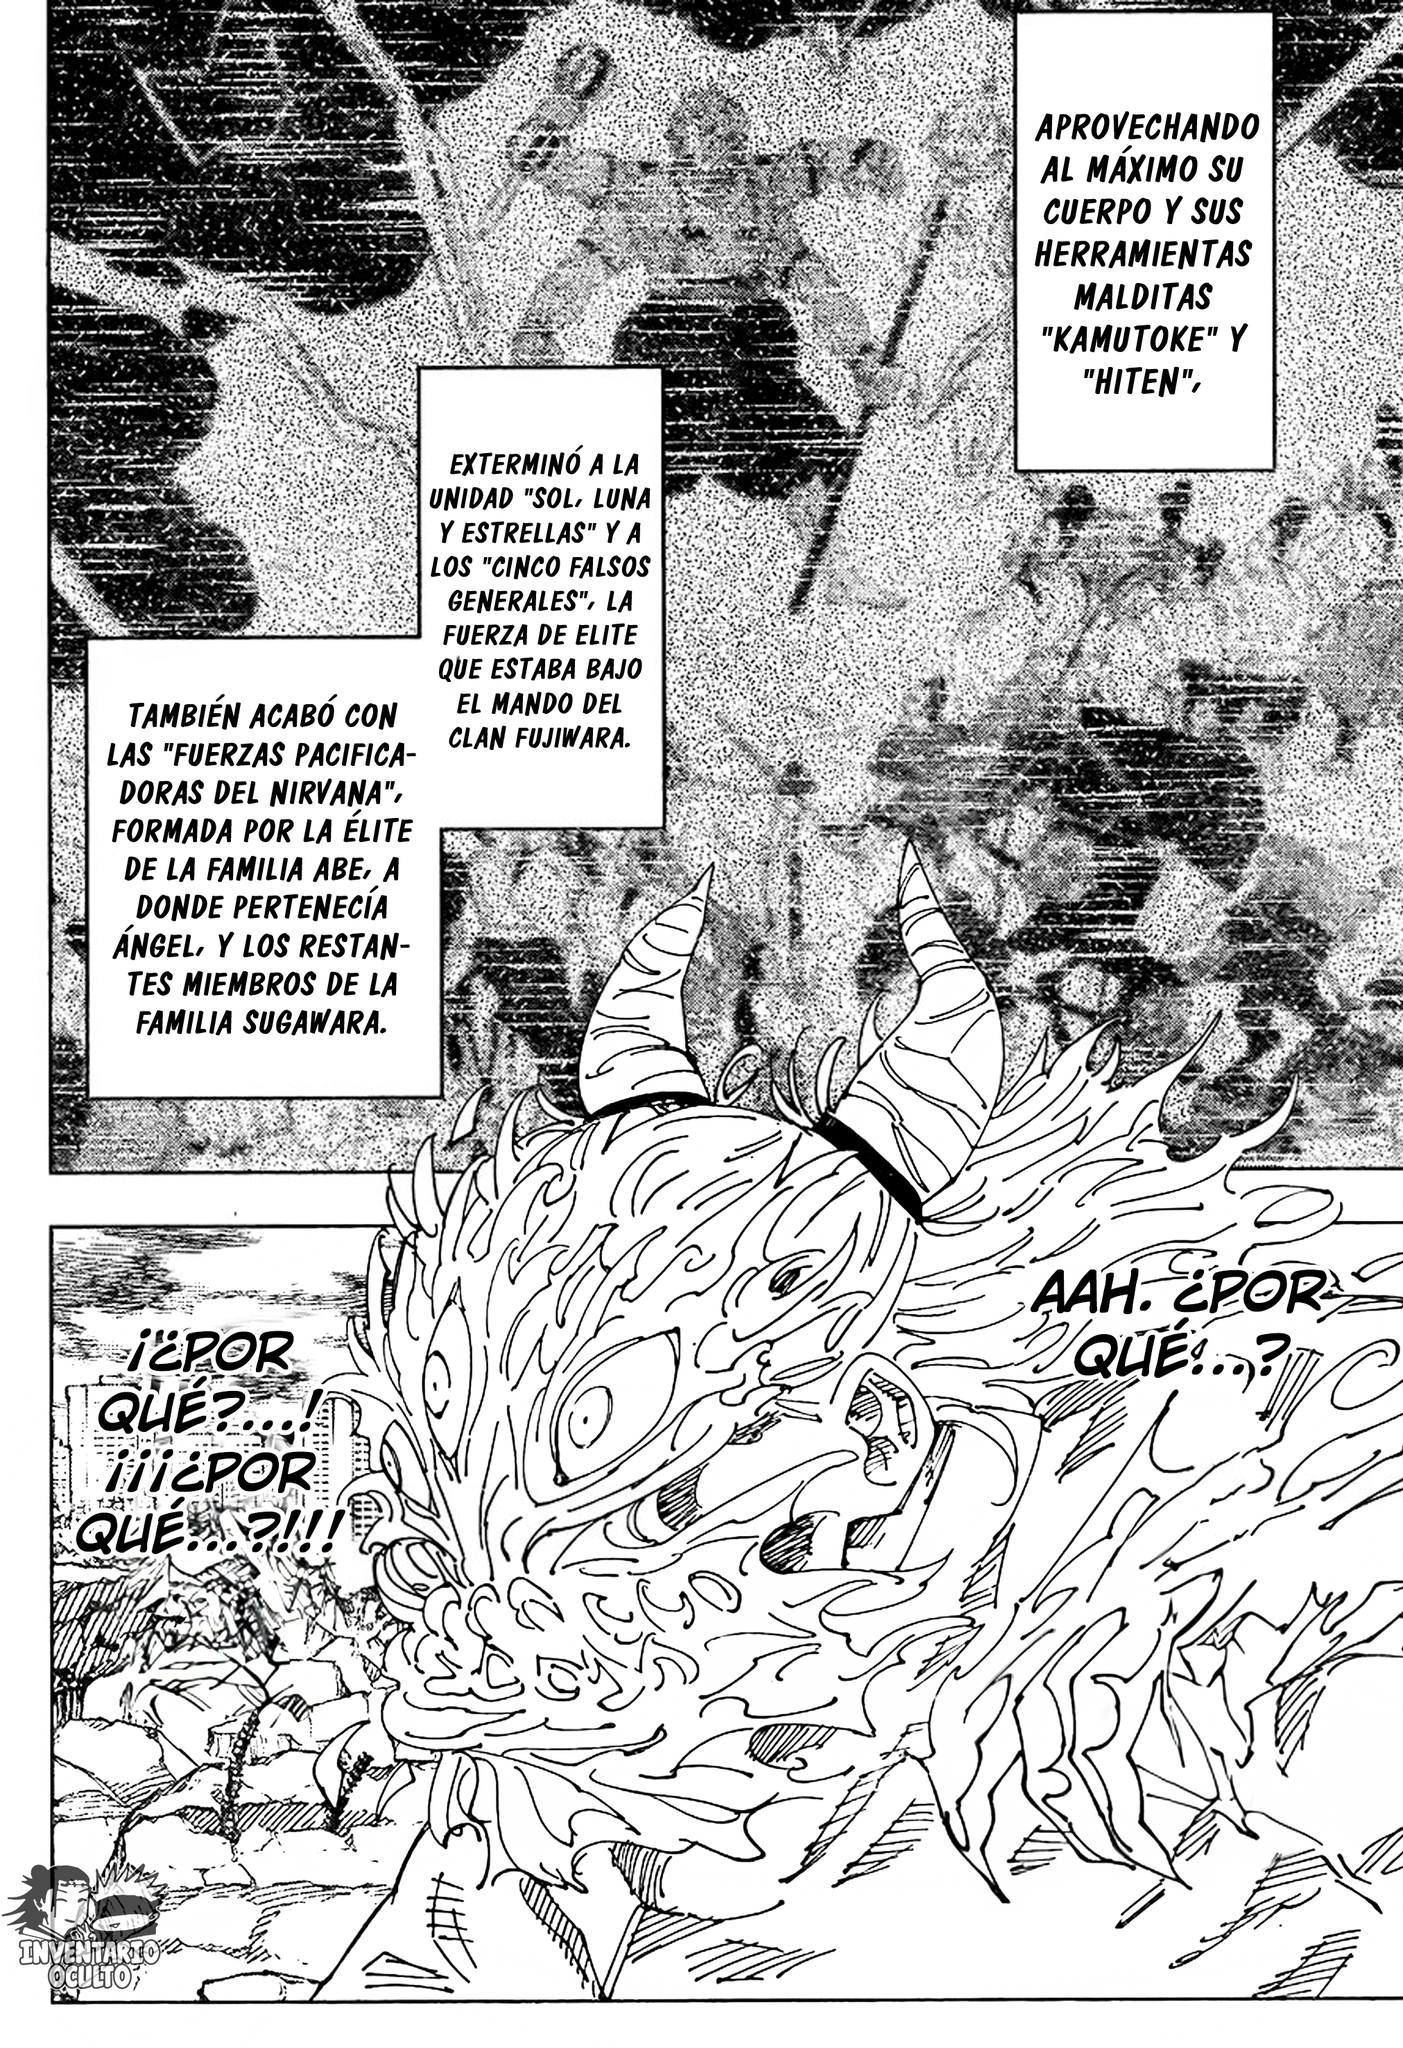 APROVECHANDO
AL MÁXIMO SU
CUERPO Y SUS
HERRAMIENTAS
MALDITAS
"KAMUTOKE" Y
"HITEN",
EXTERMINÓ A LA
UNIDAD "SOL, LUNA
Y ESTRELLAS" Y A
LOS "CINCO FALSOS
GENERALES", LA
FUERZA DE ELITE
QUE ESTABA BAJO
EL MANDO DEL
CLAN FUJIWARA.
TAMBIÉN ACABÓ CON
LAS "FUERZAS PACIFICA-
DORAS DEL NIRVANA",
FORMADA POR LA ÉLITE
DE LA FAMILIA ABE, A
DONDE PERTENECÍA
ÁNGEL, Y LOS RESTAN-
TES MIEMBROS DE LA
FAMILIA SUGAWARA.
AAH. ¿POR
QUÉ...?
¡¿POR
QUÉ?...!
¡¡¡¿POR
QUÉ...?!!!
INVENTARIO
OCULTO